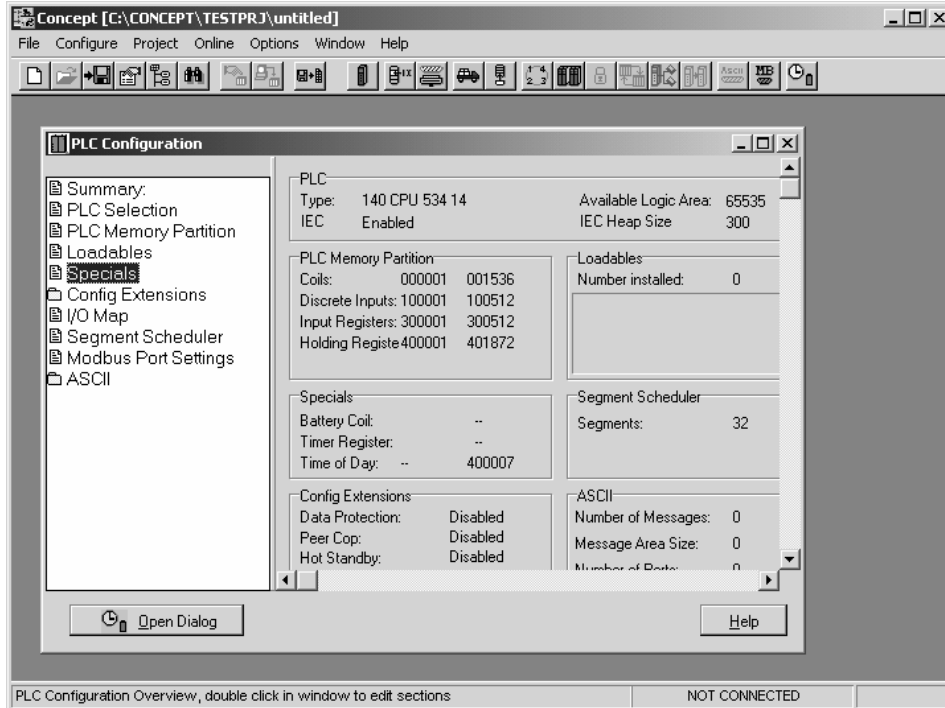 Concept [C:\CONCEPT\TESTPRJ\untitled]
File Configure Project Online Options Window Help
PLC Configuration
Summary:
PLC Selection
PLC Memory Partition
Loadables
Specials
Config Extensions
I/O Map
Segment Scheduler
Modbus Port Settings
ASCII
PLC
Type: 140 CPU 534 14 Available Logic Area: 65535
IEC Enabled IEC Heap Size 300
PLC Memory Partition
Coils: 000001 001536
Discrete Inputs: 100001 100512
Input Registers: 300001 300512
Holding Registe 400001 401872
Loadables
Number installed: 0
Specials
Battery Coil: --
Timer Register: --
Time of Day: -- 400007
Segment Scheduler
Segments: 32
Config Extensions
Data Protection: Disabled
Peer Cop: Disabled
Hot Standby: Disabled
ASCII
Number of Messages: 0
Message Area Size: 0
Number of Ports: 0
Open Dialog
Help
PLC Configuration Overview, double click in window to edit sections
NOT CONNECTED